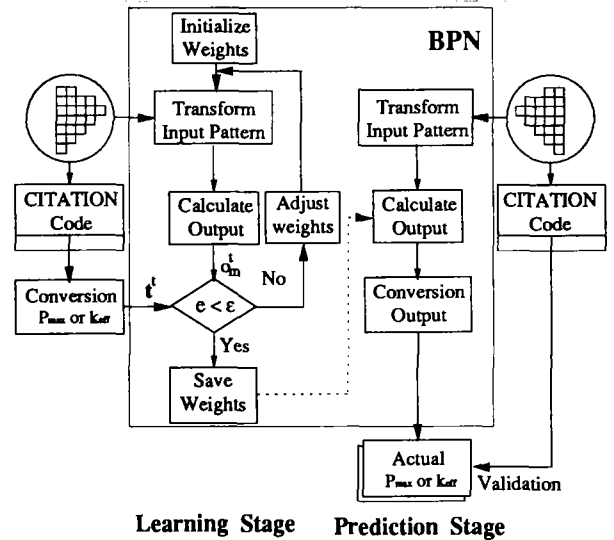 BPN
Initialize
Weights
Transform
Input Pattern
Calculate
Output
Adjust
weights
o_m^t
No
e < ε
Yes
Save
Weights
CITATION
Code
Conversion
Pmax or keff
t^t
Transform
Input Pattern
Calculate
Output
Conversion
Output
CITATION
Code
Actual
Pmax or keff
Validation
Learning Stage
Prediction Stage